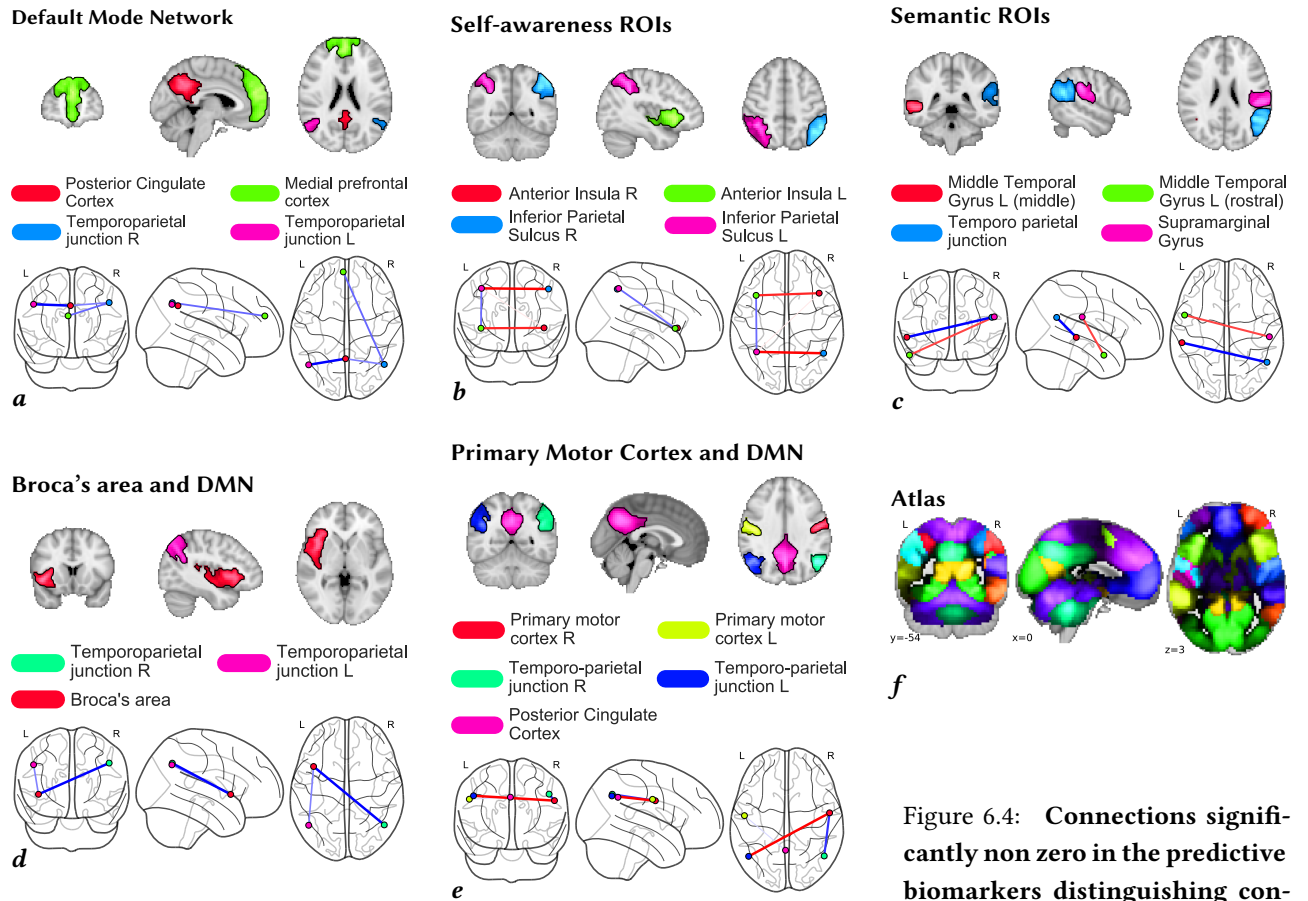 Default Mode Network
Posterior Cingulate
Cortex
Medial prefrontal
cortex
Temporoparietal
junction R
Temporoparietal
junction L
L
R
L
R
a
Self-awareness ROIs
Anterior Insula R
Anterior Insula L
Inferior Parietal
Sulcus R
Inferior Parietal
Sulcus L
L
R
L
R
b
Semantic ROIs
Middle Temporal
Gyrus L (middle)
Middle Temporal
Gyrus L (rostral)
Temporo parietal
junction
Supramarginal
Gyrus
L
R
L
R
c
Broca's area and DMN
Temporoparietal
junction R
Temporoparietal
junction L
Broca's area
L
R
L
R
d
Primary Motor Cortex and DMN
Primary motor
cortex R
Primary motor
cortex L
Temporo-parietal
junction R
Temporo-parietal
junction L
Posterior Cingulate
Cortex
L
R
L
R
e
Atlas
L
R
L
R
y=-54
x=0
z=3
f
Figure 6.4: Connections signifi-
cantly non zero in the predictive
biomarkers distinguishing con-